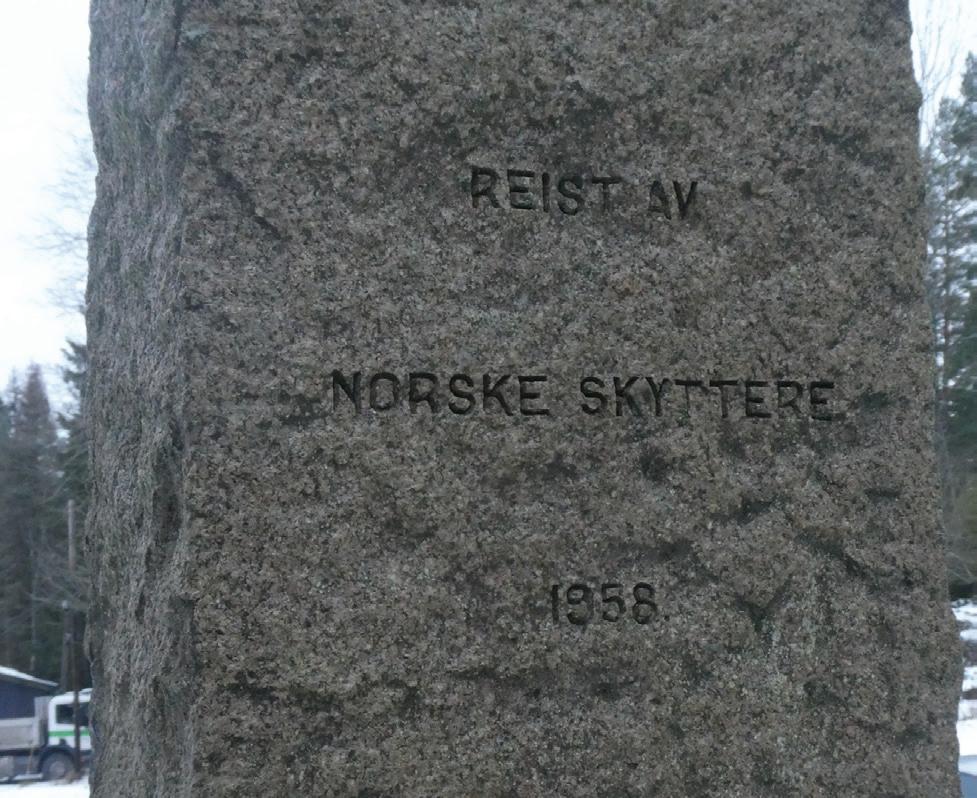 REIST AV
NORSKE SKYTTERE
1958.